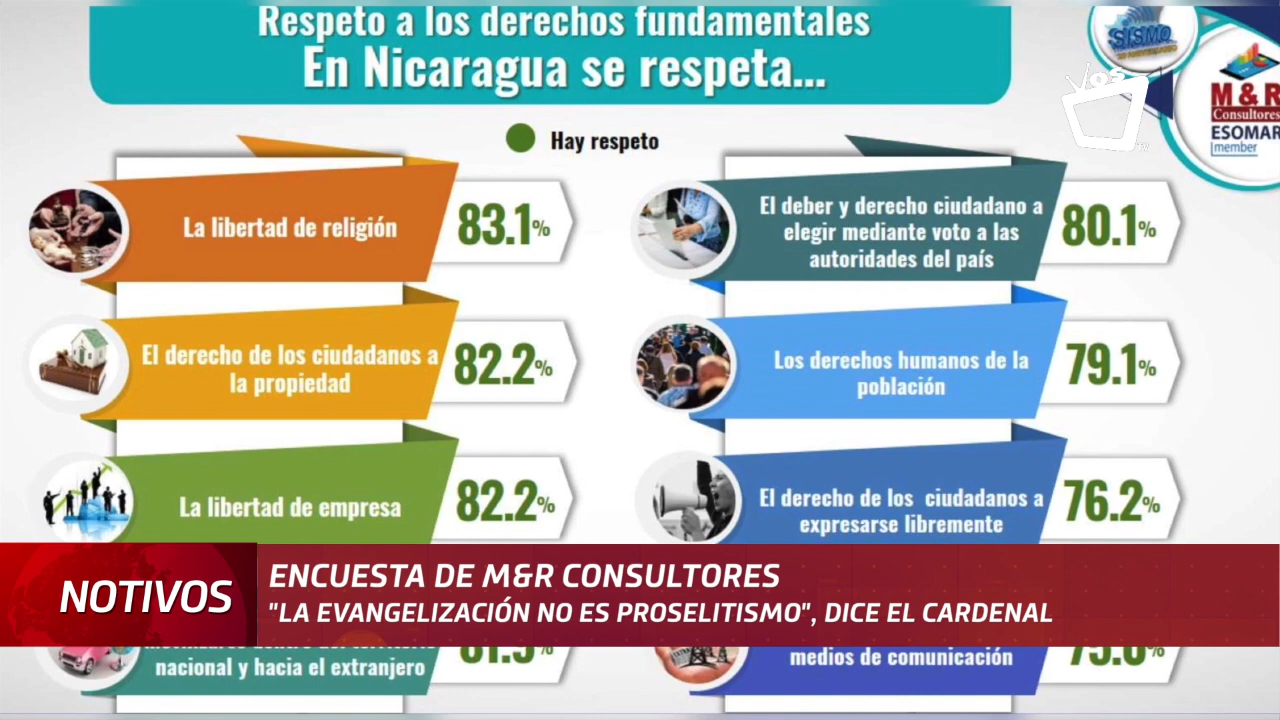 Respeto a los derechos fundamentales
En Nicaragua se respeta...
SISMO
VOS
TV
M&R
Consultores
ESOMAR
member
Hay respeto
La libertad de religión
83.1%
El derecho de los ciudadanos a
la propiedad
82.2%
La libertad de empresa
82.2%
nacional y hacia el extranjero
El deber y derecho ciudadano a
elegir mediante voto a las
autoridades del país
80.1%
Los derechos humanos de la
población
79.1%
El derecho de los ciudadanos a
expresarse libremente
76.2%
medios de comunicación
NOTIVOS
ENCUESTA DE M&R CONSULTORES
"LA EVANGELIZACIÓN NO ES PROSELITISMO", DICE EL CARDENAL